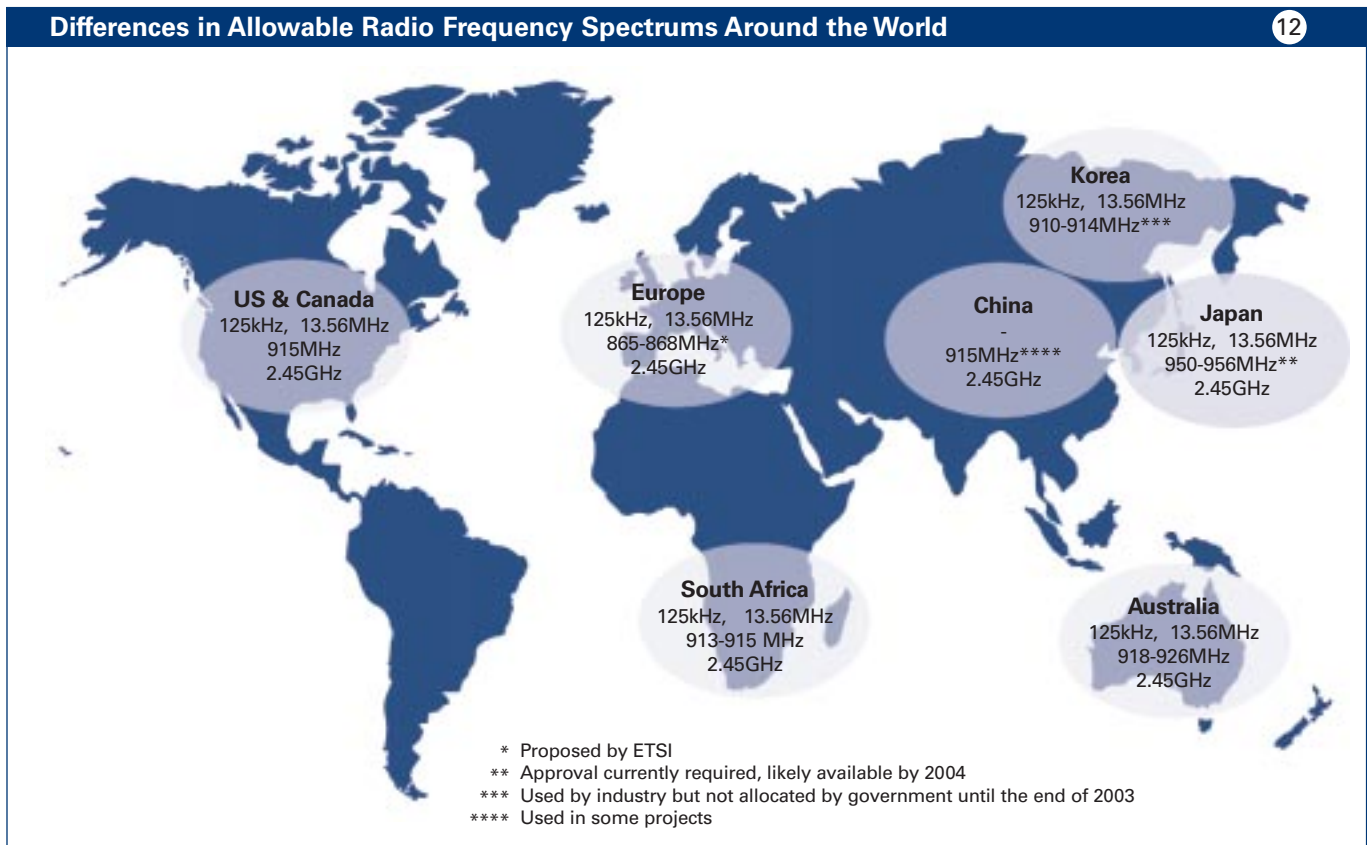 Differences in Allowable Radio Frequency Spectrums Around the World
12
Korea
125kHz, 13.56MHz
910-914MHz***
US & Canada
125kHz, 13.56MHz
915MHz
2.45GHz
Europe
125kHz, 13.56MHz
865-868MHz*
2.45GHz
China
-
915MHz****
2.45GHz
Japan
125kHz, 13.56MHz
950-956MHz**
2.45GHz
South Africa
125kHz, 13.56MHz
913-915 MHz
2.45GHz
Australia
125kHz, 13.56MHz
918-926MHz
2.45GHz
* Proposed by ETSI
** Approval currently required, likely available by 2004
*** Used by industry but not allocated by government until the end of 2003
**** Used in some projects